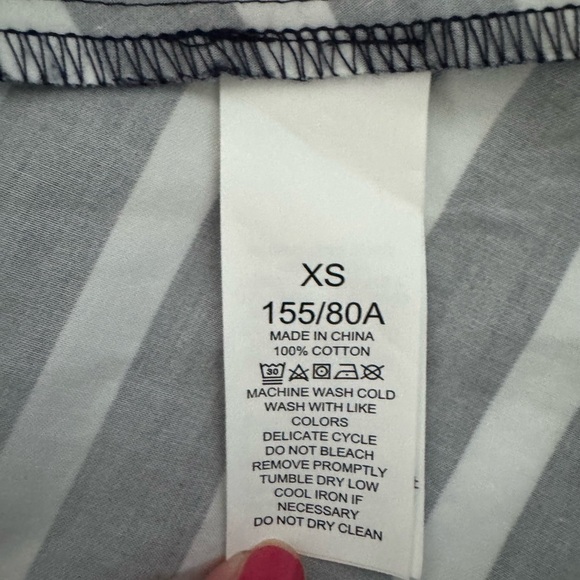 XS
155/80A
MADE IN CHINA
100% COTTON
30
MACHINE WASH COLD
WASH WITH LIKE
COLORS
DELICATE CYCLE
DO NOT BLEACH
REMOVE PROMPTLY
TUMBLE DRY LOW
COOL IRON IF
NECESSARY
DO NOT DRY CLEAN